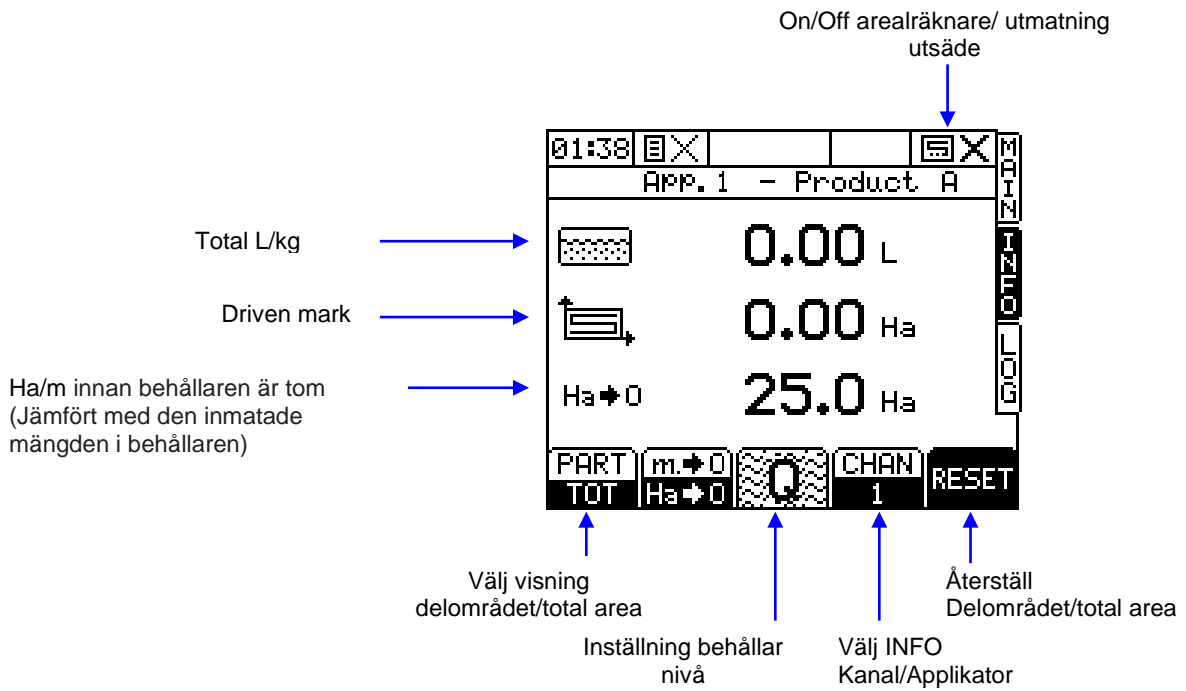 On/Off arealräknare/ utmatning
utsäde
01:38
App.1 - Product A
MAIN
INFO
LOG
Total L/kg
0.00 L
Driven mark
0.00 Ha
Ha/m innan behållaren är tom
(Jämfört med den inmatade
mängden i behållaren)
Ha➡0
25.0 Ha
PART
TOT
m.➡0
Ha➡0
Q
CHAN
1
RESET
Välj visning
delområdet/total area
Återställ
Delområdet/total area
Inställning behållar
nivå
Välj INFO
Kanal/Applikator